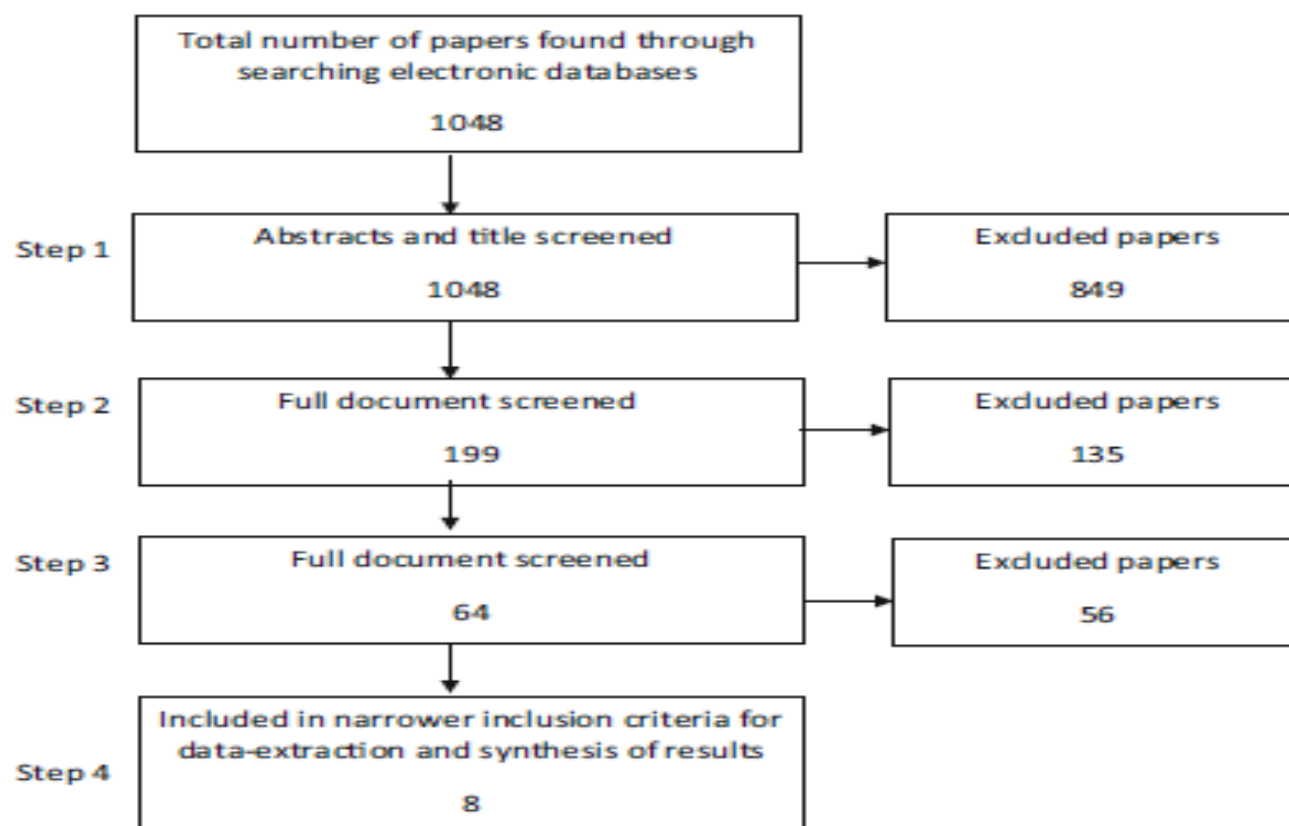 Total number of papers found through
searching electronic databases
1048
Step 1
Abstracts and title screened
1048
Excluded papers
849
Step 2
Full document screened
199
Excluded papers
135
Step 3
Full document screened
64
Excluded papers
56
Step 4
Included in narrower inclusion criteria for
data-extraction and synthesis of results
8